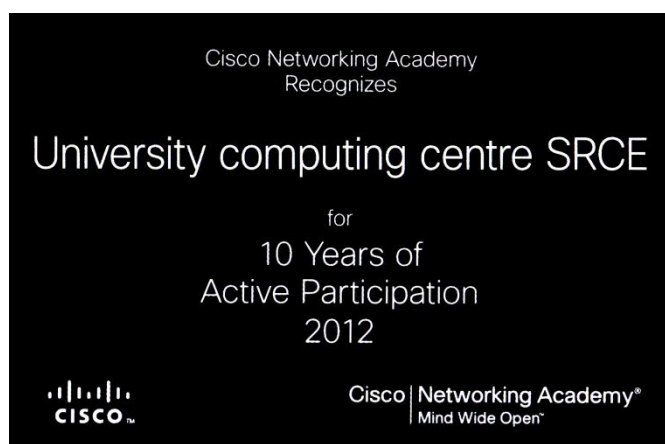 Cisco Networking Academy
Recognizes
University computing centre SRCE
for
10 Years of
Active Participation
2012
CISCO™
Cisco | Networking Academy®
Mind Wide Open™